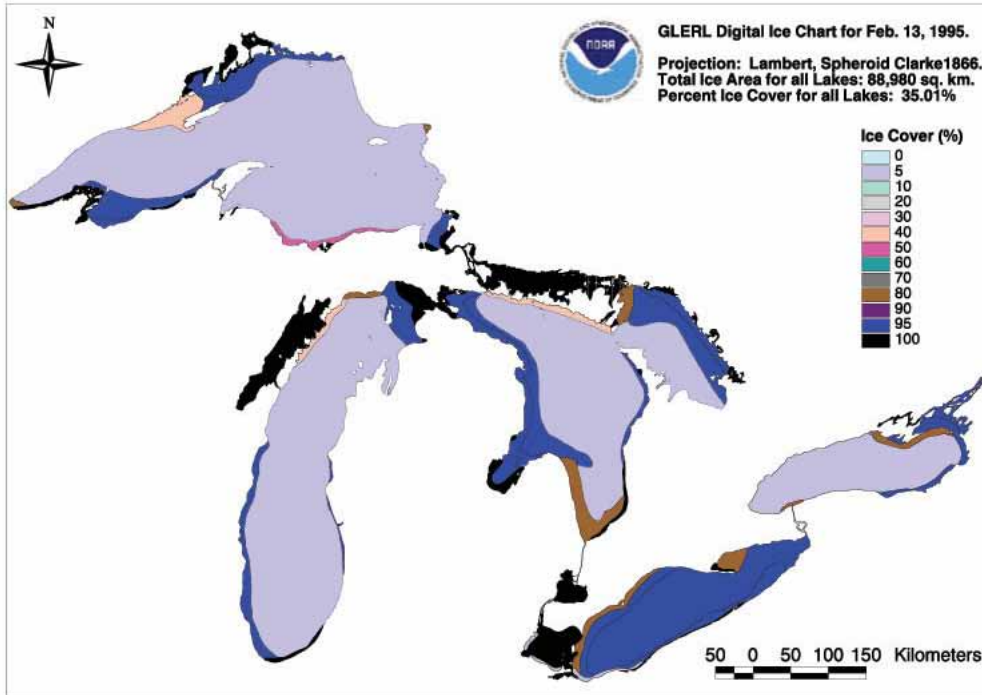 N
NOAA
GLERL Digital Ice Chart for Feb. 13, 1995.
Projection: Lambert, Spheroid Clarke1866.
Total Ice Area for all Lakes: 88,980 sq. km.
Percent Ice Cover for all Lakes: 35.01%
Ice Cover (%)
0
5
10
20
30
40
50
60
70
80
90
95
100
50 0 50 100 150 Kilometers